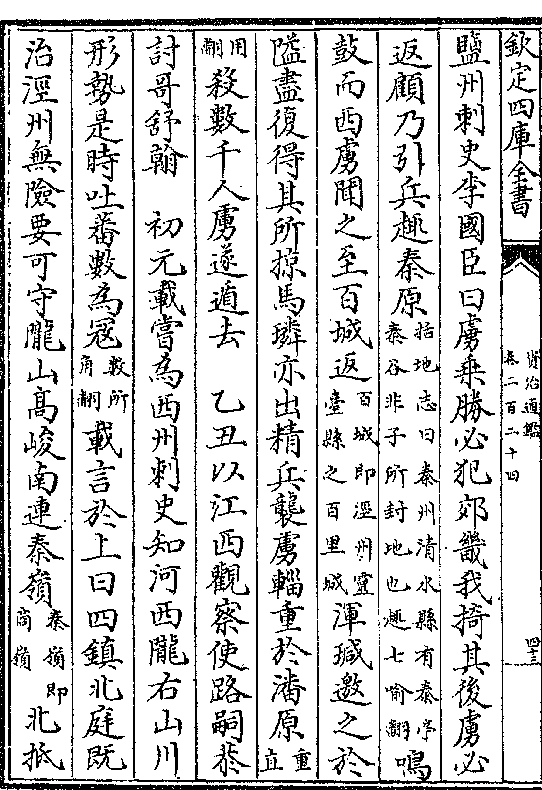 欽定四庫全書
資治通鑑
卷二百二十四
四三
鹽州刺史李國臣曰虜乘勝必犯郊畿我掎其後虜必
返顧乃引兵趣秦原括地志曰秦州清水縣有秦亭秦谷非子所封地也趣七喻翻鳴
鼓而西虜聞之至百城返百城即涇州靈臺縣之百里城渾瑊邀之於
隘盡復得其所掠馬璘亦出精兵襲虜輜重於潘原重直
用翻殺數千人虜遂遁去 乙丑以江西觀察使路嗣恭
討哥舒翰 初元載嘗為西州刺史知河西隴右山川
形勢是時吐蕃數為寇數所角翻載言於上曰四鎮北庭既
治涇州無險要可守隴山高峻南連秦嶺秦嶺即商嶺北抵